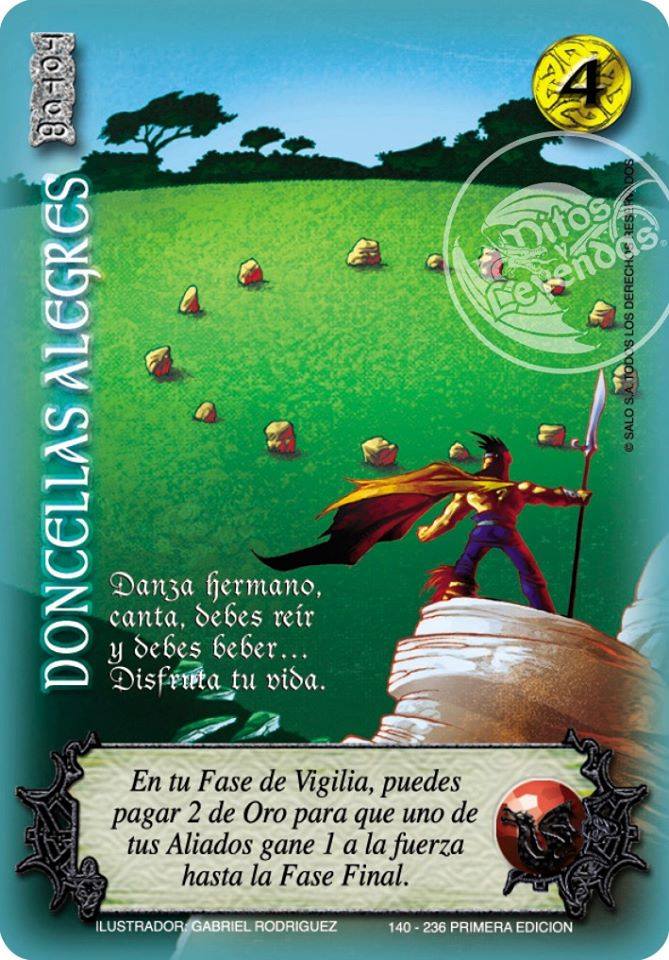 4
DONCELLAS ALEGRES
Mitos
y
Leyendas
© SALO S.A. TODOS LOS DERECHOS RESERVADOS
Danza hermano,
canta, debes reír
y debes beber...
Disfruta tu vida.
En tu Fase de Vigilia, puedes
pagar 2 de Oro para que uno de
tus Aliados gane 1 a la fuerza
hasta la Fase Final.
ILUSTRADOR: GABRIEL RODRIGUEZ
140 - 236 PRIMERA EDICION